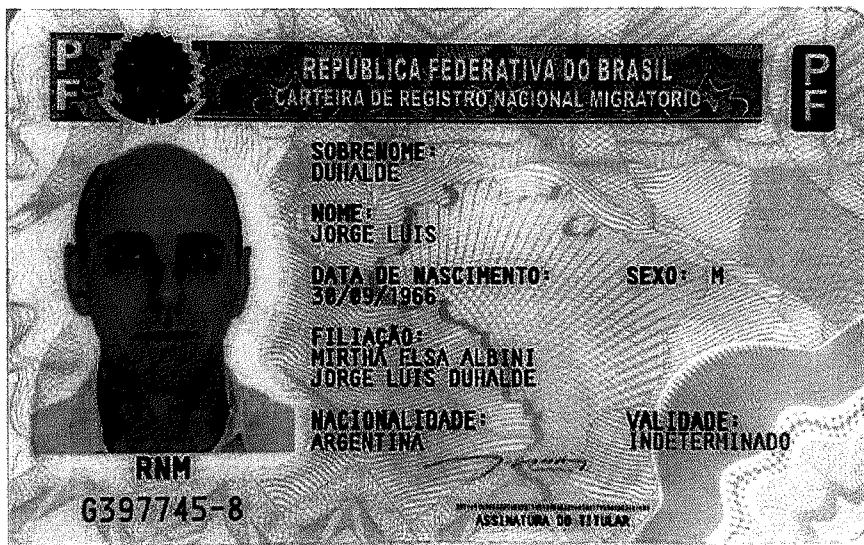 PF
REPÚBLICA FEDERATIVA DO BRASIL
CARTEIRA DE REGISTRO NACIONAL MIGRATÓRIO
PF
SOBRENOME:
DUHALDE
NOME:
JORGE LUIS
DATA DE NASCIMENTO: SEXO: M
30/09/1966
FILIAÇÃO:
MIRTHA ELSA ALBINI
JORGE LUIS DUHALDE
NACIONALIDADE: VALIDADE:
ARGENTINA INDETERMINADO
RNM
G397745-8
ASSINATURA DO TITULAR